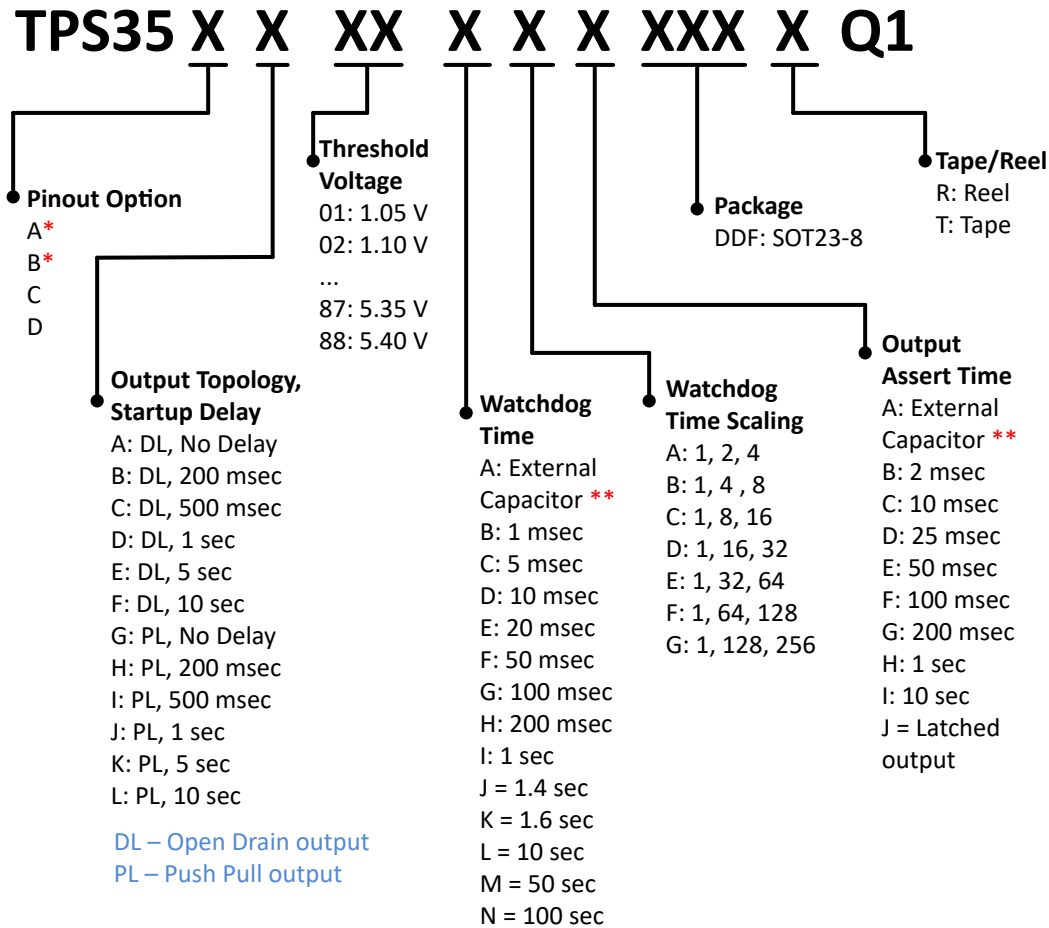 TPS35 X X XX X X X XXX X Q1
Pinout Option
A*
B*
C
D
Output Topology,
Startup Delay
A: DL, No Delay
B: DL, 200 msec
C: DL, 500 msec
D: DL, 1 sec
E: DL, 5 sec
F: DL, 10 sec
G: PL, No Delay
H: PL, 200 msec
I: PL, 500 msec
J: PL, 1 sec
K: PL, 5 sec
L: PL, 10 sec
DL – Open Drain output
PL – Push Pull output
Threshold
Voltage
01: 1.05 V
02: 1.10 V
...
87: 5.35 V
88: 5.40 V
Watchdog
Time
A: External
Capacitor **
B: 1 msec
C: 5 msec
D: 10 msec
E: 20 msec
F: 50 msec
G: 100 msec
H: 200 msec
I: 1 sec
J = 1.4 sec
K = 1.6 sec
L = 10 sec
M = 50 sec
N = 100 sec
Watchdog
Time Scaling
A: 1, 2, 4
B: 1, 4 , 8
C: 1, 8, 16
D: 1, 16, 32
E: 1, 32, 64
F: 1, 64, 128
G: 1, 128, 256
Output
Assert Time
A: External
Capacitor **
B: 2 msec
C: 10 msec
D: 25 msec
E: 50 msec
F: 100 msec
G: 200 msec
H: 1 sec
I: 10 sec
J = Latched
output
Package
DDF: SOT23-8
Tape/Reel
R: Reel
T: Tape